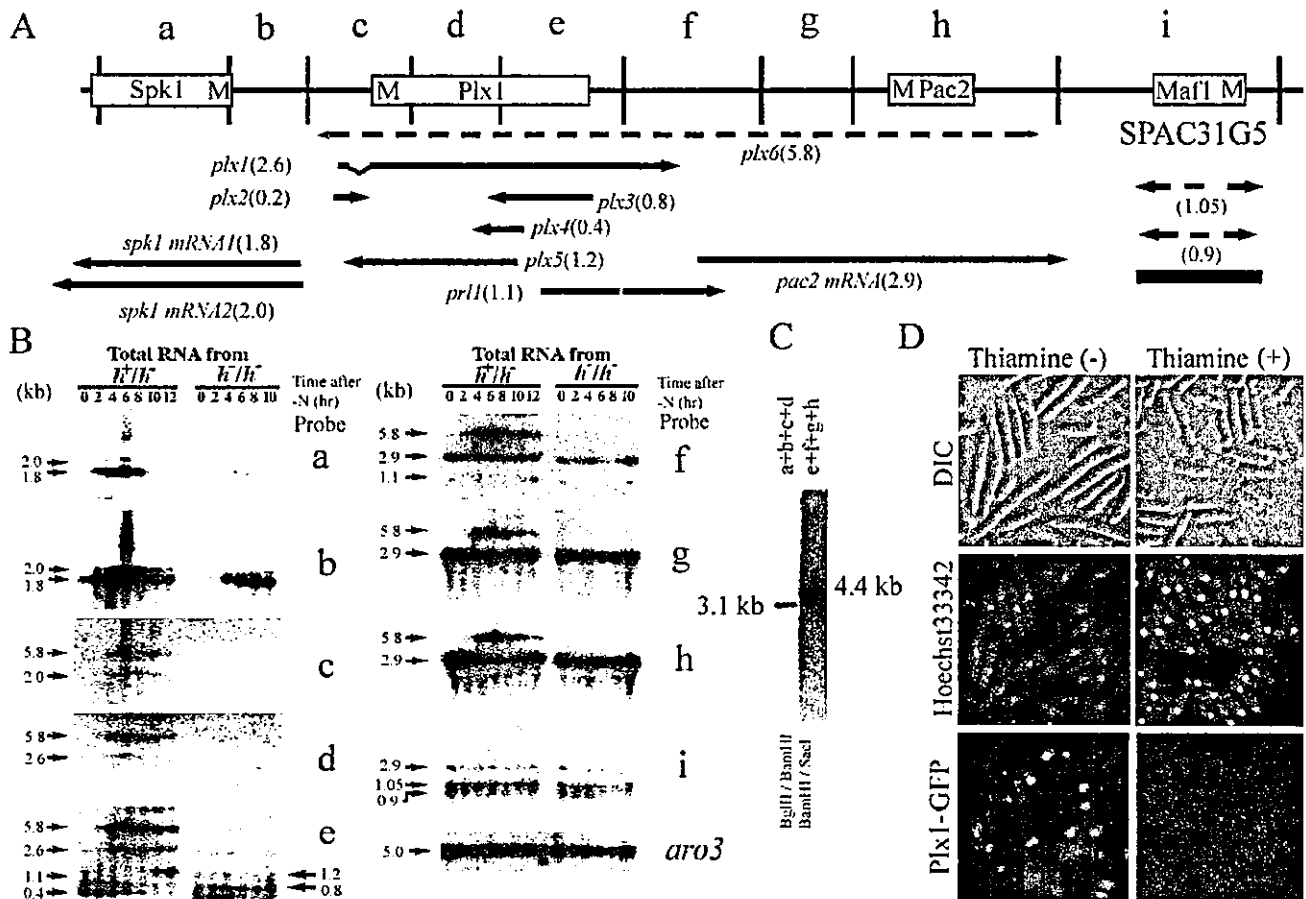 A a b c d e f g h i
Spk1 M M Plx1 M Pac2 Maf1 M
SPAC31G5
plx6(5.8)
plx1(2.6)
plx2(0.2) plx3(0.8)
(1.05)
plx4(0.4)
spk1 mRNA1(1.8) plx5(1.2) (0.9)
pac2 mRNA(2.9)
prl1(1.1)
spk1 mRNA2(2.0)
B
Total RNA from
(kb) h+/h- h-/h- Time after
0 2 4 6 8 10 12 0 2 4 6 8 10 -N (hr)
Probe
2.0
1.8
a
2.0
1.8
b
5.8
2.0
c
5.8
2.6
d
5.8
2.6
1.1
0.4
e
1.2
0.8
Total RNA from
(kb) h+/h- h-/h- Time after
0 2 4 6 8 10 12 0 2 4 6 8 10 -N (hr)
Probe
5.8
2.9
1.1
f
5.8
2.9
g
5.8
2.9
h
2.9
1.05
0.9
i
5.0
aro3
C
a+b+c+d
e+f+g+h
3.1 kb
4.4 kb
BglII / BamHI
BamHI / SacI
D
Thiamine (-) Thiamine (+)
DIC
Hoechst33342
Plx1-GFP